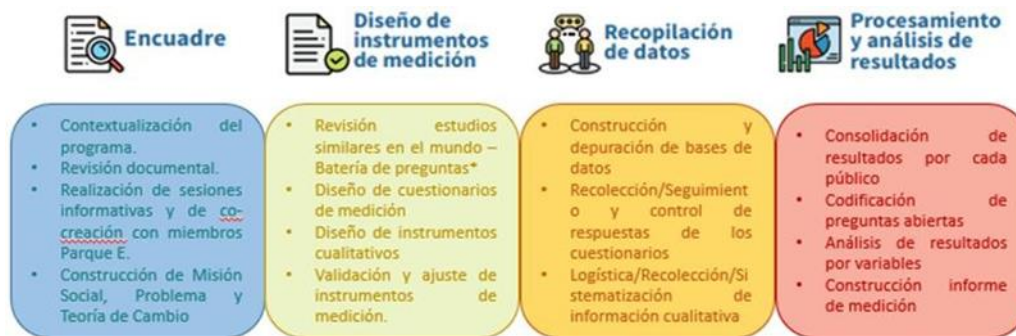 Encuadre
Diseño de
instrumentos
de medición
Recopilación
de datos
Procesamiento
y análisis de
resultados
• Contextualización del
programa.
• Revisión documental.
• Realización de sesiones
informativas y de co-
creación con miembros
Parque E.
• Construcción de Misión
Social, Problema y
Teoría de Cambio
• Revisión estudios
similares en el mundo –
Batería de preguntas*
• Diseño de cuestionarios
de medición
• Diseño de instrumentos
cualitativos
• Validación y ajuste de
instrumentos de
medición.
• Construcción y
depuración de bases de
datos
• Recolección/Seguimient
o y control de
respuestas de los
cuestionarios
• Logística/Recolección/Si
stematización de
información cualitativa
• Consolidación de
resultados por cada
público
• Codificación de
preguntas abiertas
• Análisis de resultados
por variables
• Construcción informe
de medición